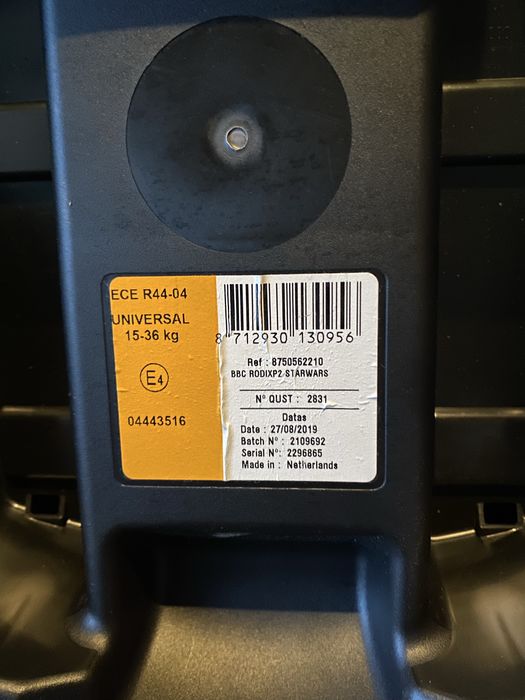 ECE R44-04
UNIVERSAL
15-36 kg
E4
04443516
8 712930 130956
Ref : 8750562210
BBC RODIXP2 STARWARS
N° QUST : 2831
Datas
Date : 27/08/2019
Batch N° : 2109692
Serial N°: 2296865
Made in : Netherlands